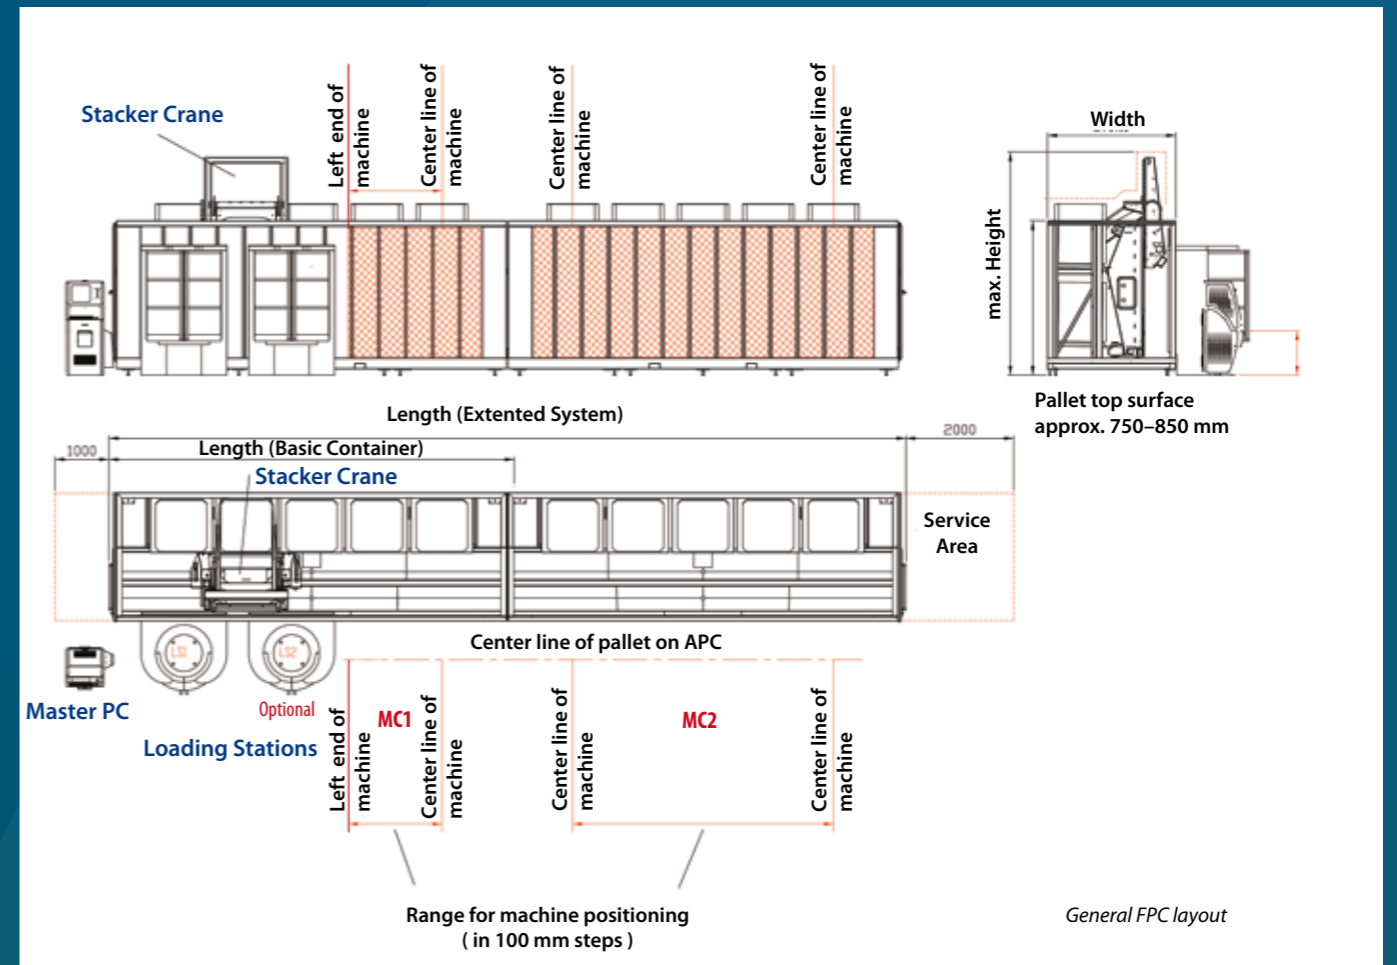 Stacker Crane
Left end of
machine
Center line of
machine
Center line of
machine
Center line of
machine
Width
max. Height
Pallet top surface
approx. 750–850 mm
Length (Extented System)
1000
Length (Basic Container)
2000
Stacker Crane
Service
Area
Center line of pallet on APC
LS1
LS2
Master PC
Optional
Loading Stations
MC1
MC2
Left end of
machine
Center line of
machine
Center line of
machine
Center line of
machine
Range for machine positioning
( in 100 mm steps )
General FPC layout